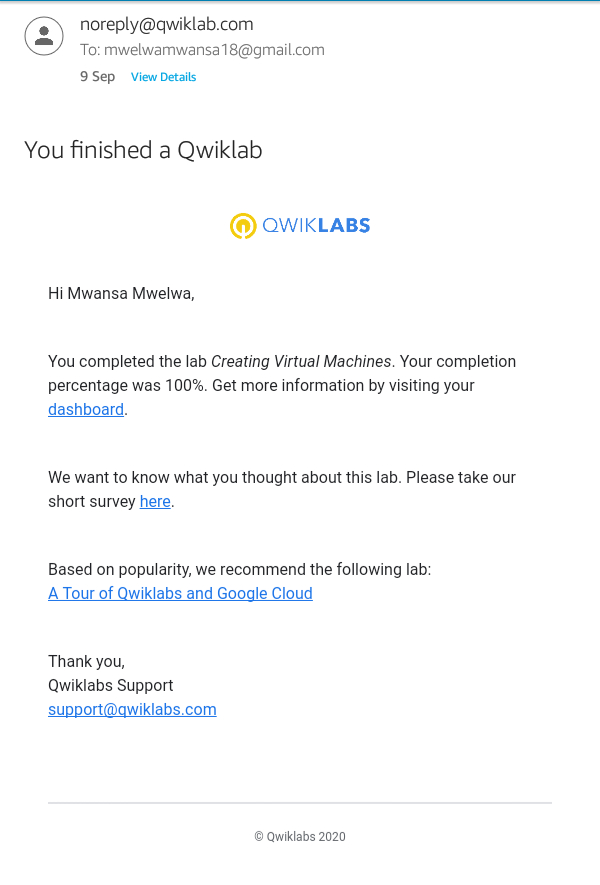 noreply@qwiklab.com
To: mwelwamwansa18@gmail.com
9 Sep View Details
You finished a Qwiklab
QWIKLABS
Hi Mwansa Mwelwa,
You completed the lab Creating Virtual Machines. Your completion
percentage was 100%. Get more information by visiting your
dashboard.
We want to know what you thought about this lab. Please take our
short survey here.
Based on popularity, we recommend the following lab:
A Tour of Qwiklabs and Google Cloud
Thank you,
Qwiklabs Support
support@qwiklabs.com
© Qwiklabs 2020